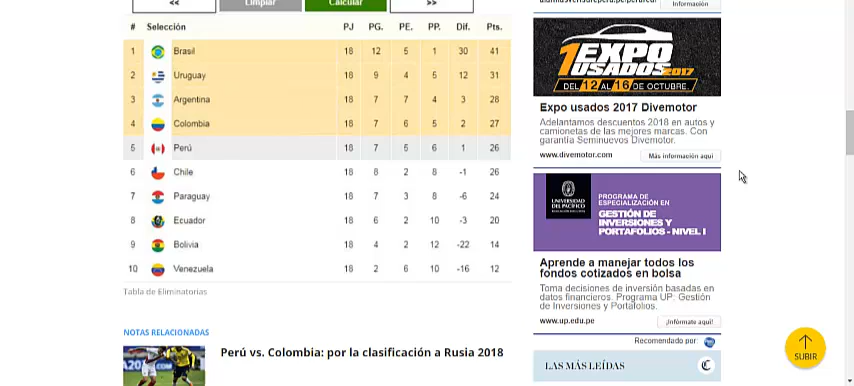 << Limpiar Calcular >>
# Selección PJ PG. PE. PP. Dif. Pts.
1 Brasil 18 12 5 1 30 41
2 Uruguay 18 9 4 5 12 31
3 Argentina 18 7 7 4 3 28
4 Colombia 18 7 6 5 2 27
5 Perú 18 7 5 6 1 26
6 Chile 18 8 2 8 -1 26
7 Paraguay 18 7 3 8 -6 24
8 Ecuador 18 6 2 10 -3 20
9 Bolivia 18 4 2 12 -22 14
10 Venezuela 18 2 6 10 -16 12
Tabla de Eliminatorias
NOTAS RELACIONADAS
Perú vs. Colombia: por la clasificación a Rusia 2018
Información
1EXPO
USADOS 2017
DEL 12 AL 16 DE OCTUBRE.
Expo usados 2017 Divemotor
Adelantamos descuentos 2018 en autos y
camionetas de las mejores marcas. Con
garantía Seminuevos Divemotor.
www.divemotor.com Más información aquí
UNIVERSIDAD
DEL PACÍFICO
PROGRAMA DE
ESPECIALIZACIÓN EN
GESTIÓN DE
INVERSIONES Y
PORTAFOLIOS - NIVEL I
Aprende a manejar todos los
fondos cotizados en bolsa
Toma decisiones de inversión basadas en
datos financieros. Programa UP: Gestión
de Inversiones y Portafolios.
www.up.edu.pe ¡Infórmate aquí!
Recomendado por:
LAS MÁS LEÍDAS C
SUBIR